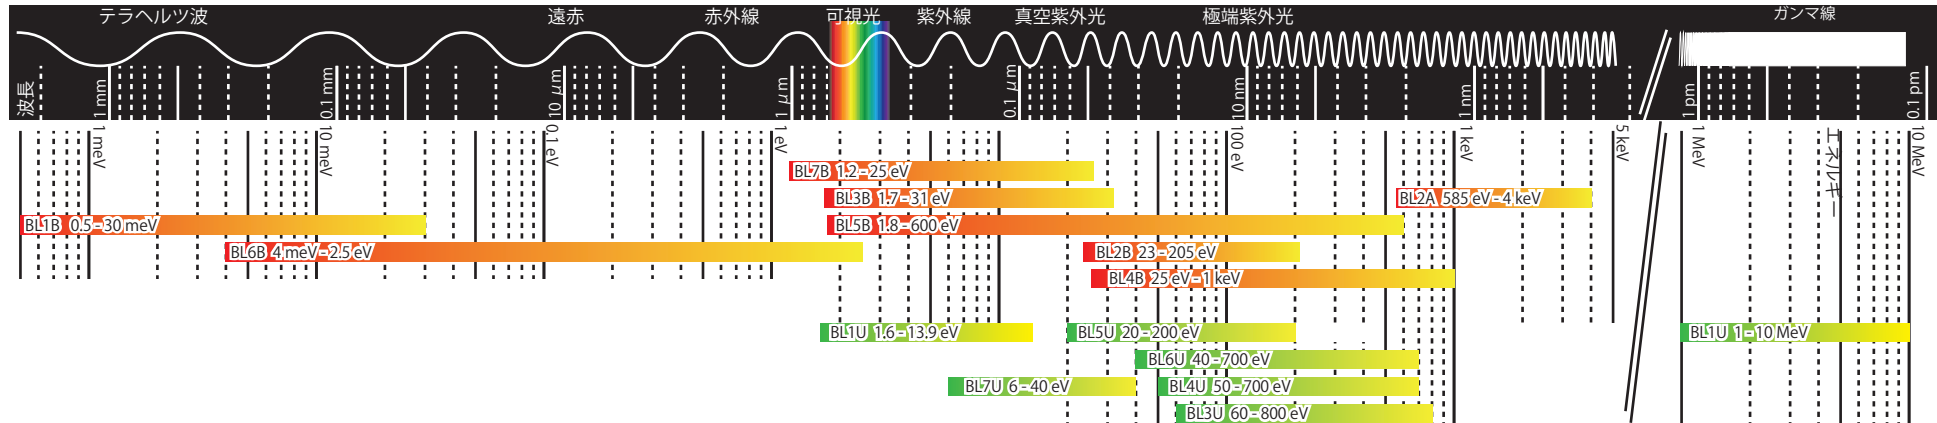 テラヘルツ波 遠赤 赤外線 可視光 紫外線 真空紫外光 極端紫外光 ガンマ線
波長 1 mm 0.1 mm 10 μm 1 μm 0.1 μm 10 nm 1 nm 1 pm 0.1 pm
1 meV 10 meV 0.1 eV 1 eV 100 eV 1 keV 5 keV 1 MeV エネルギー 10 MeV
BL7B 1.2 - 25 eV
BL3B 1.7 - 31 eV BL2A 585 eV - 4 keV
BL1B 0.5 - 30 meV BL5B 1.8 - 600 eV
BL6B 4 meV - 2.5 eV BL2B 23 - 205 eV
BL4B 25 eV - 1 keV
BL1U 1.6 - 13.9 eV BL5U 20 - 200 eV BL1U 1 - 10 MeV
BL6U 40 - 700 eV
BL7U 6 - 40 eV BL4U 50 - 700 eV
BL3U 60 - 800 eV